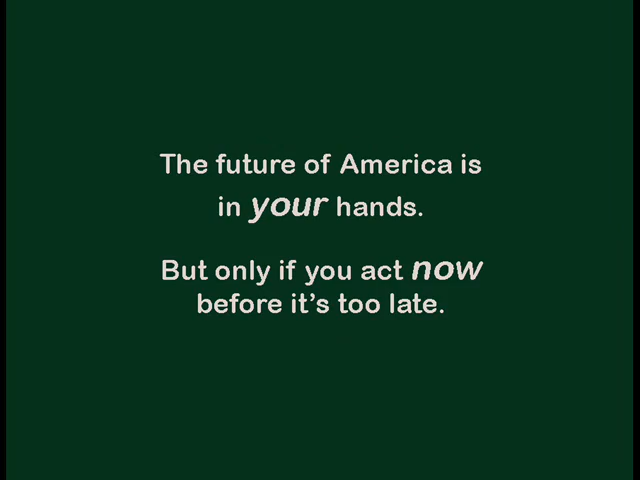 The future of America is
in your hands.
But only if you act now
before it’s too late.